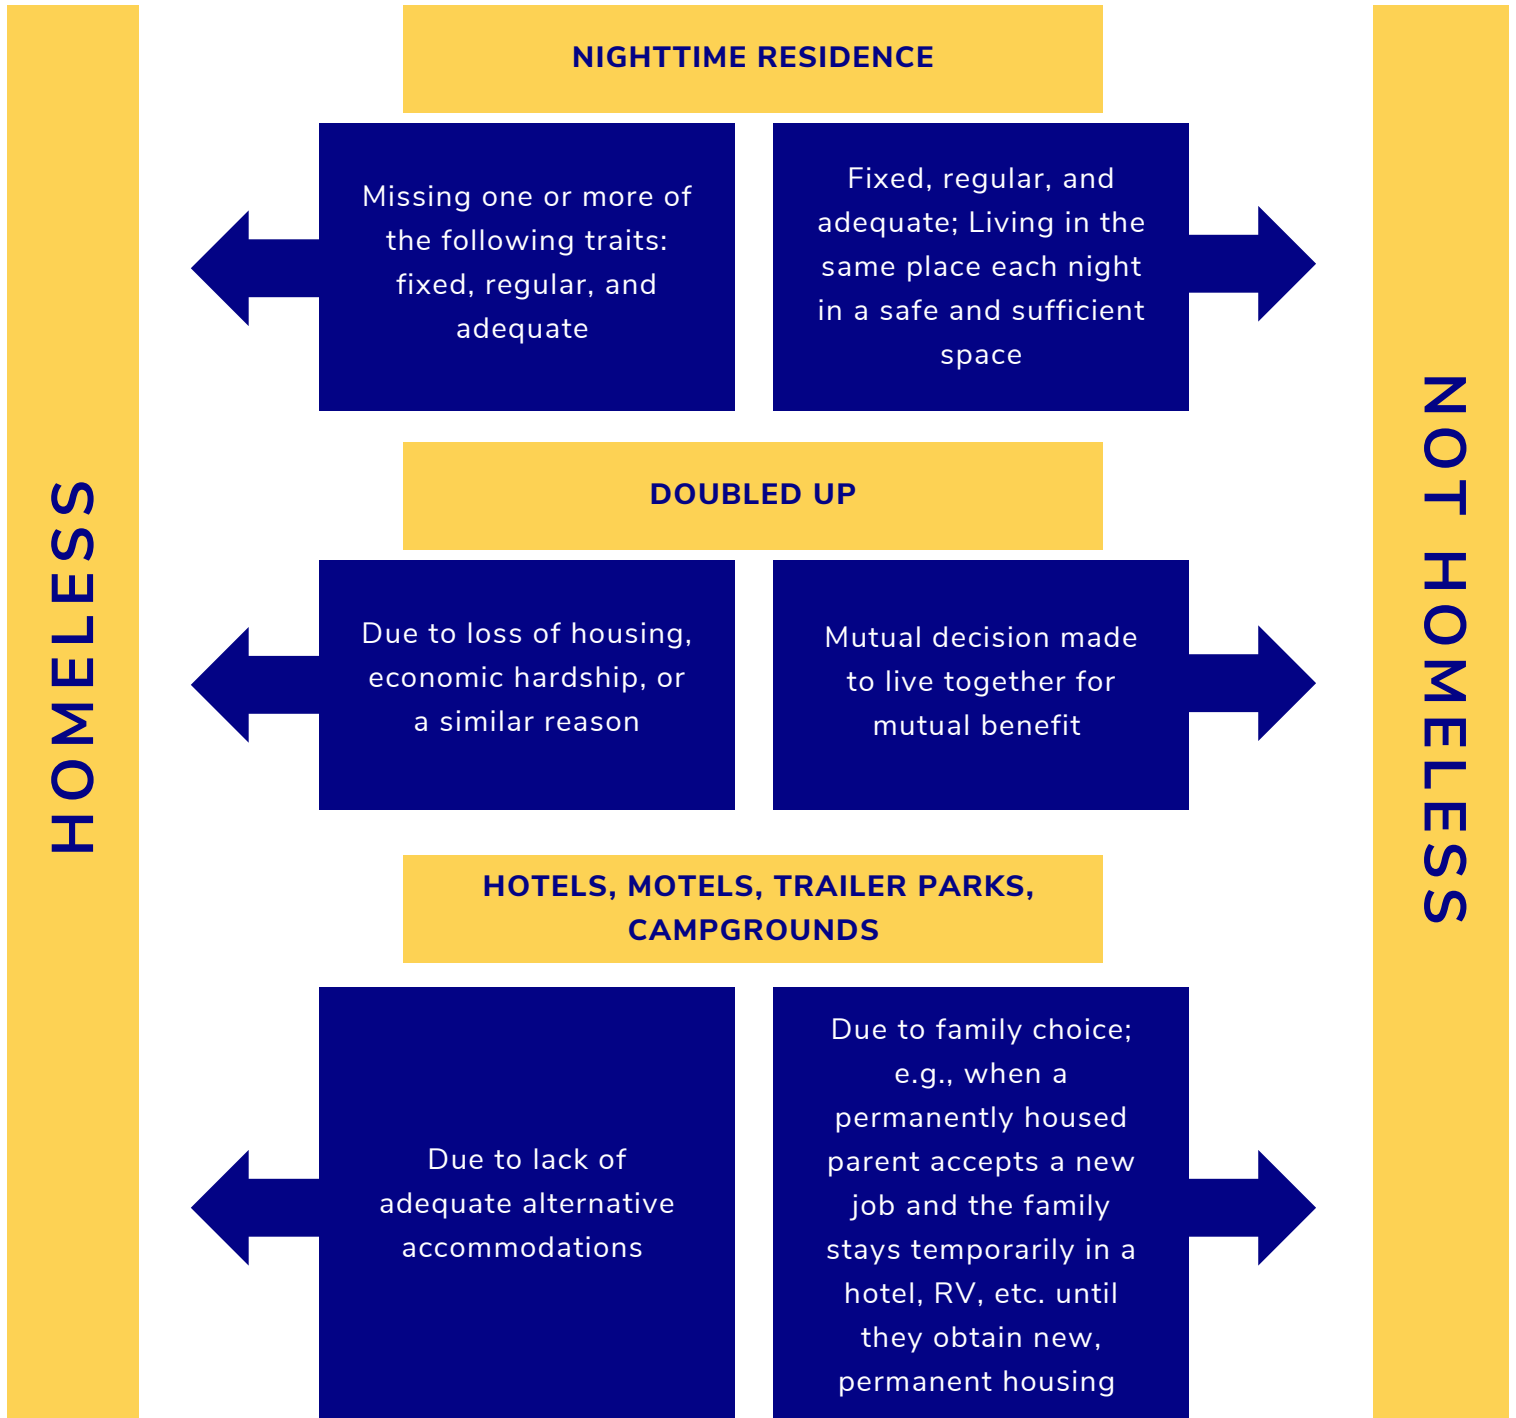 HOMELESS
NIGHTTIME RESIDENCE
Missing one or more of
the following traits:
fixed, regular, and
adequate
Fixed, regular, and
adequate; Living in the
same place each night
in a safe and sufficient
space
DOUBLED UP
Due to loss of housing,
economic hardship, or
a similar reason
Mutual decision made
to live together for
mutual benefit
HOTELS, MOTELS, TRAILER PARKS,
CAMPGROUNDS
Due to lack of
adequate alternative
accommodations
Due to family choice;
e.g., when a
permanently housed
parent accepts a new
job and the family
stays temporarily in a
hotel, RV, etc. until
they obtain new,
permanent housing
NOT HOMELESS